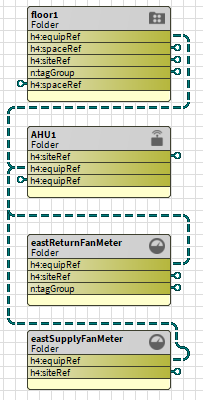 floor1
Folder
h4:equipRef
h4:spaceRef
h4:siteRef
n:tagGroup
h4:spaceRef
AHU1
Folder
h4:siteRef
h4:equipRef
h4:equipRef
eastReturnFanMeter
Folder
h4:equipRef
h4:siteRef
n:tagGroup
eastSupplyFanMeter
Folder
h4:equipRef
h4:siteRef